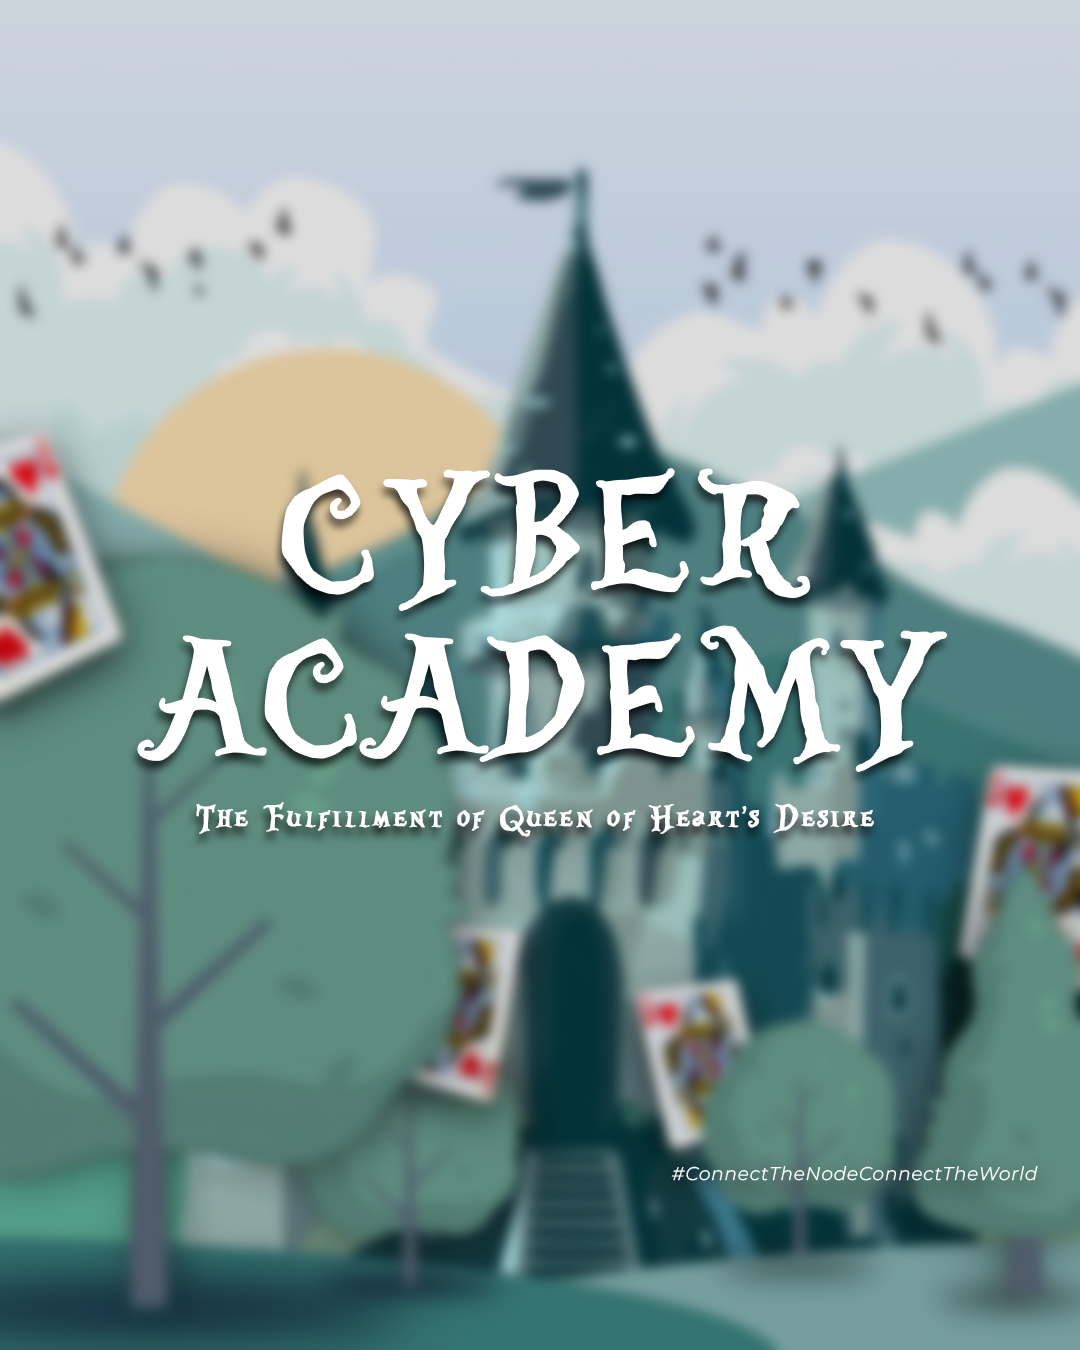 CYBER
ACADEMY
The Fulfillment of Queen of Heart's Desire
#ConnectTheNodeConnectTheWorld